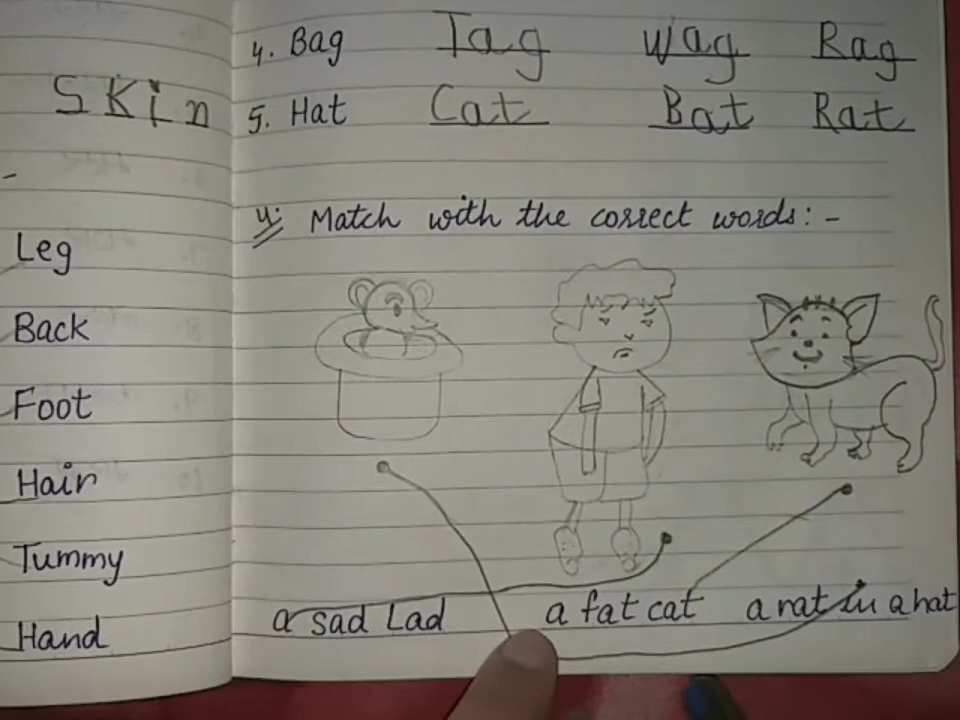 Skin
Leg
Back
Foot
Hair
Tummy
Hand
4. Bag Tag Wag Rag
5. Hat Cat Bat Rat
4: Match with the correct words:-
a sad Lad a fat cat a rat in a hat